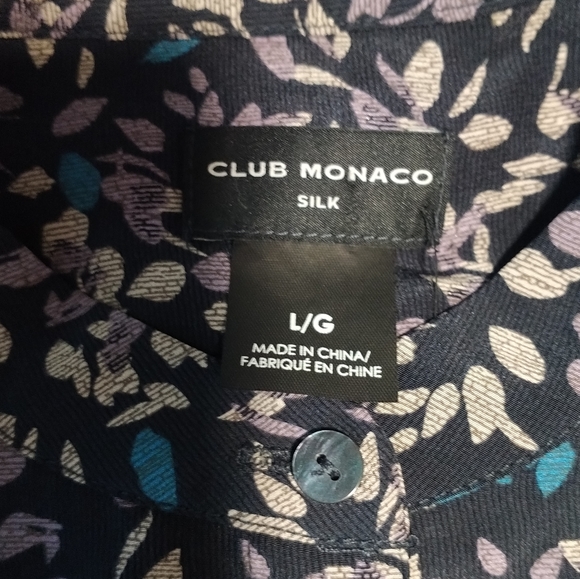 CLUB MONACO
SILK
L/G
MADE IN CHINA/
FABRIQUÉ EN CHINE